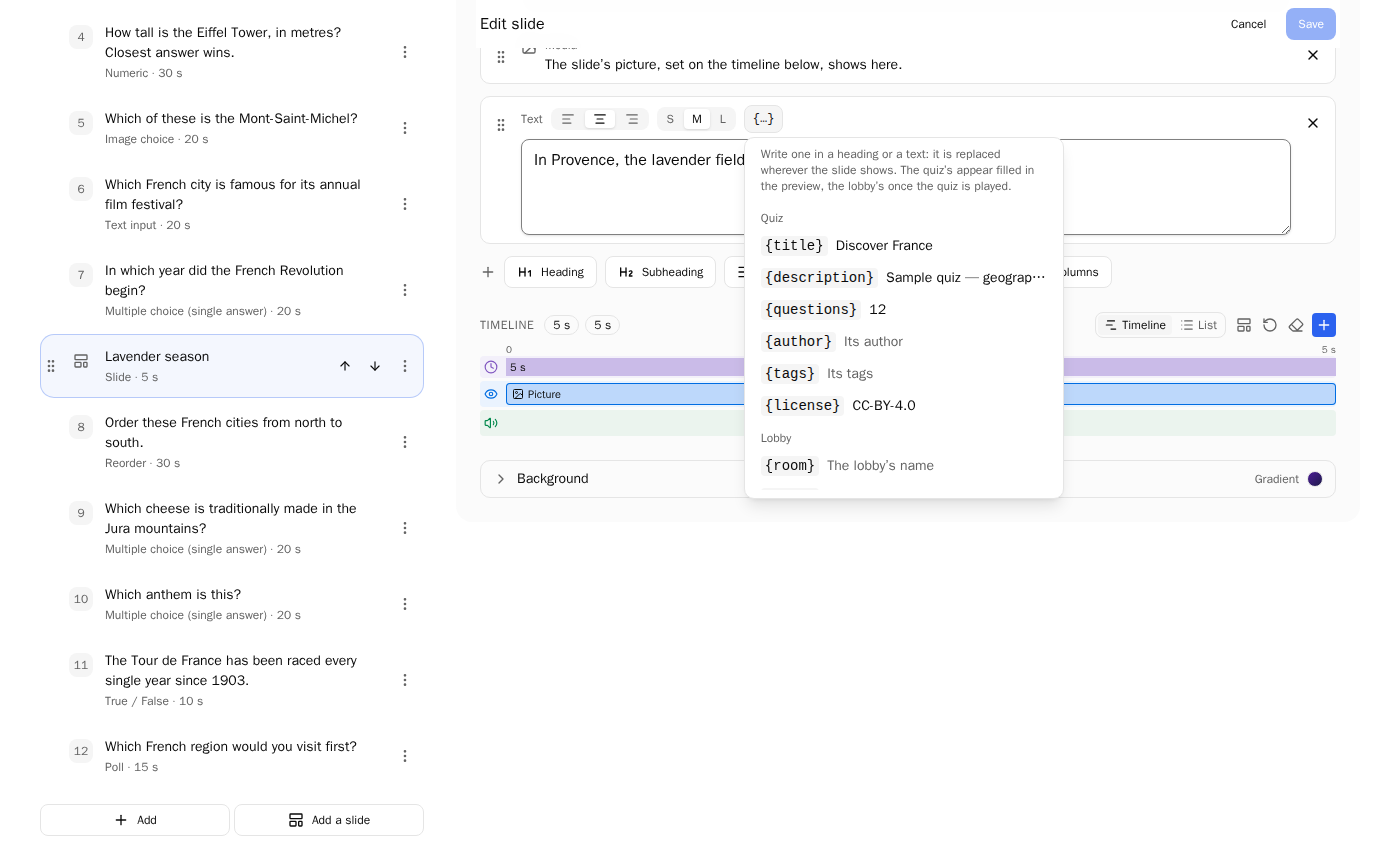 4
How tall is the Eiffel Tower, in metres?
Closest answer wins.
Numeric · 30 s
5
Which of these is the Mont-Saint-Michel?
Image choice · 20 s
6
Which French city is famous for its annual
film festival?
Text input · 20 s
7
In which year did the French Revolution
begin?
Multiple choice (single answer) · 20 s
Lavender season
Slide · 5 s
8
Order these French cities from north to
south.
Reorder · 30 s
9
Which cheese is traditionally made in the
Jura mountains?
Multiple choice (single answer) · 20 s
10
Which anthem is this?
Multiple choice (single answer) · 20 s
11
The Tour de France has been raced every
single year since 1903.
True / False · 10 s
12
Which French region would you visit first?
Poll · 15 s
Add
Add a slide
Edit slide
Cancel
Save
The slide’s picture, set on the timeline below, shows here.
Text
S M L
{…}
In Provence, the lavender field
Write one in a heading or a text: it is replaced
wherever the slide shows. The quiz’s appear filled in
the preview, the lobby’s once the quiz is played.
Quiz
{title} Discover France
{description} Sample quiz — geograp…
{questions} 12
{author} Its author
{tags} Its tags
{license} CC-BY-4.0
Lobby
{room} The lobby’s name
H1 Heading
H2 Subheading
olumns
TIMELINE
5 s
5 s
Timeline
List
0
5 s
5 s
Picture
Background
Gradient